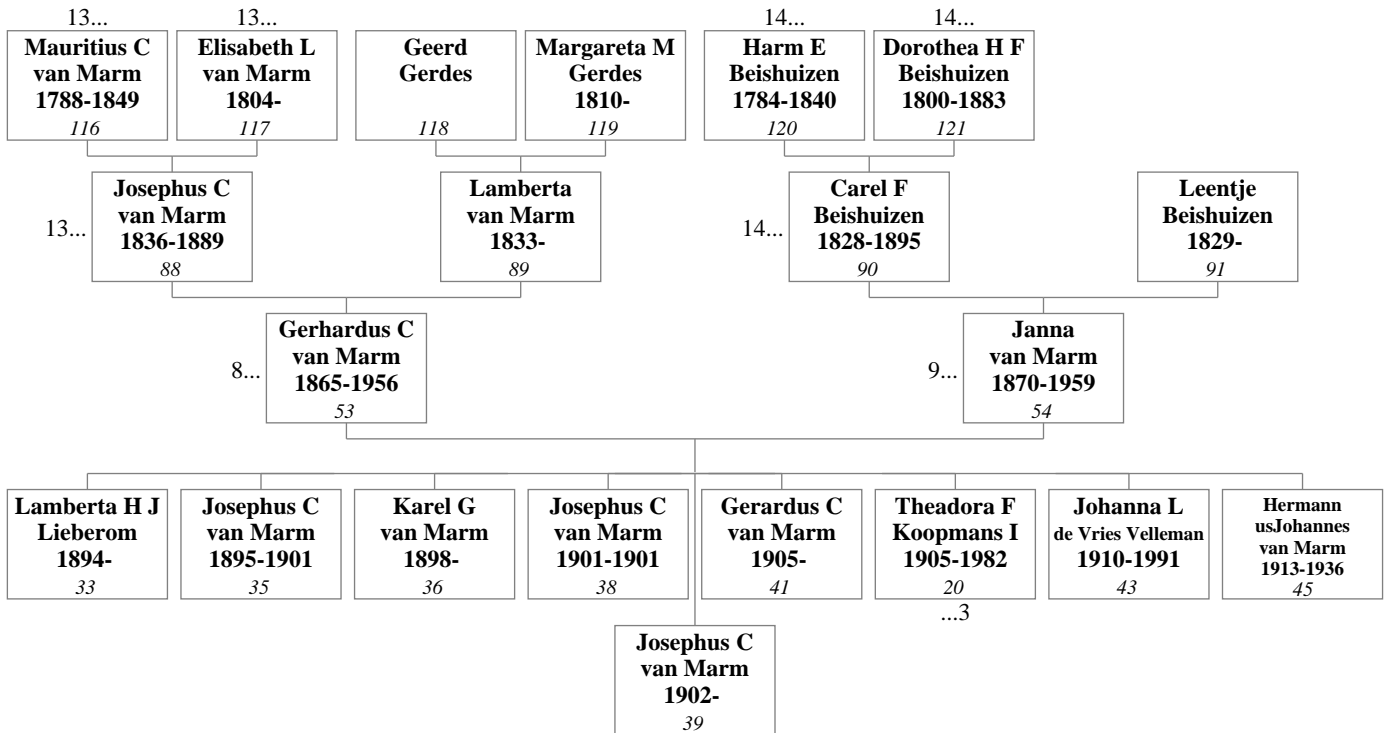 13...
13...
14...
14...
Mauritius C
van Marm
1788-1849
116
Elisabeth L
van Marm
1804-
117
Geerd
Gerdes
118
Margareta M
Gerdes
1810-
119
Harm E
Beishuizen
1784-1840
120
Dorothea H F
Beishuizen
1800-1883
121
13...
Josephus C
van Marm
1836-1889
88
Lamberta
van Marm
1833-
89
14...
Carel F
Beishuizen
1828-1895
90
Leentje
Beishuizen
1829-
91
8...
Gerhardus C
van Marm
1865-1956
53
9...
Janna
van Marm
1870-1959
54
Lamberta H J
Lieberom
1894-
33
Josephus C
van Marm
1895-1901
35
Karel G
van Marm
1898-
36
Josephus C
van Marm
1901-1901
38
Gerardus C
van Marm
1905-
41
Theadora F
Koopmans I
1905-1982
20
...3
Johanna L
de Vries Velleman
1910-1991
43
Hermann
usJohannes
van Marm
1913-1936
45
Josephus C
van Marm
1902-
39